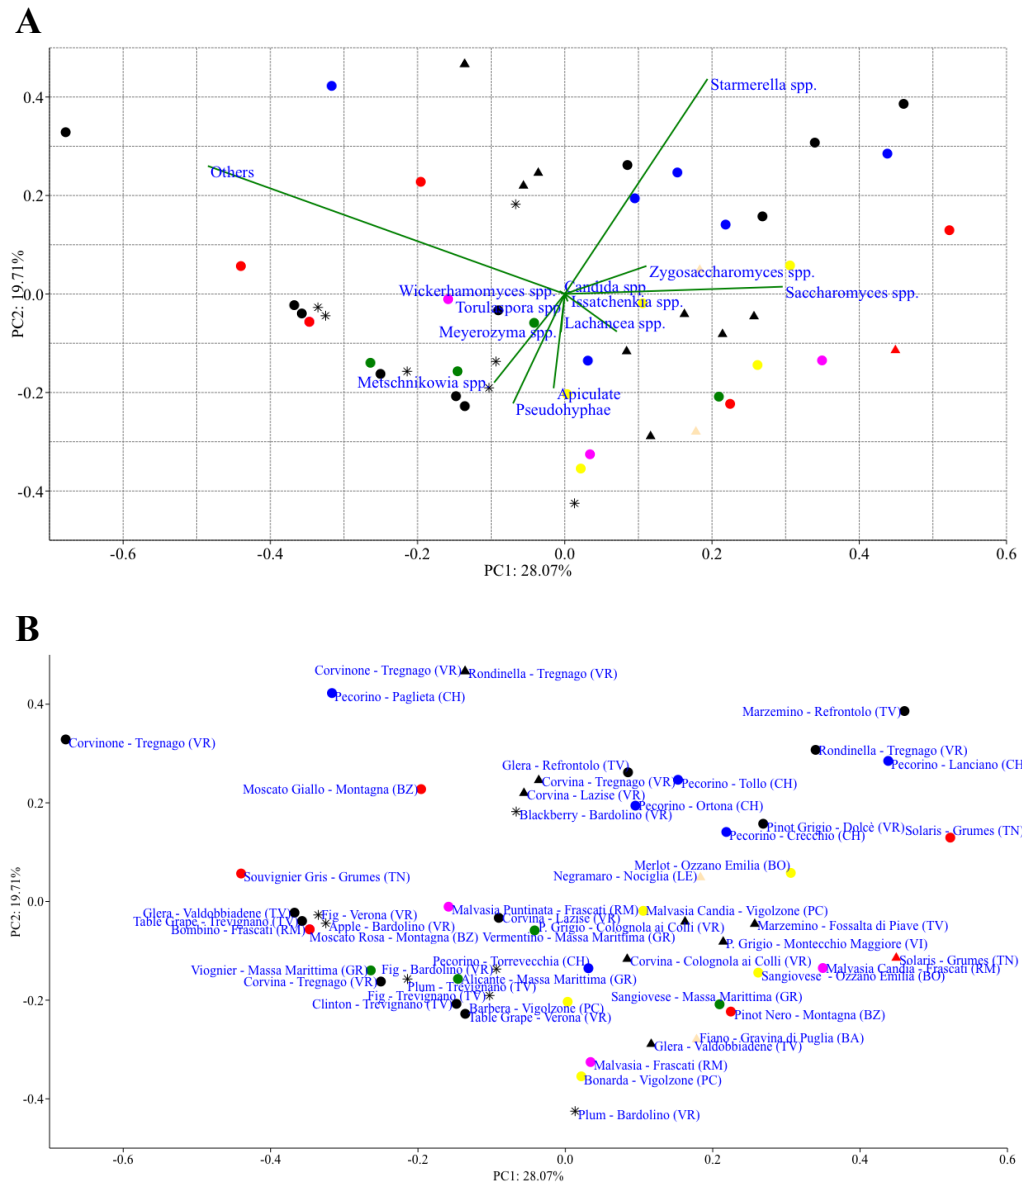 A
0.4
0.2
0.0
-0.2
-0.4
PC2: 19.71%
Starmerella spp.
Others
Zygosaccharomyces spp.
Candida spp.
Wickerhamomyces spp.
Saccharomyces spp.
Issatchenkia spp.
Torulaspora spp.
Lachancea spp.
Meyerozyma spp.
Metschnikowia spp.
Apiculate
Pseudohyphae
-0.6
-0.4
-0.2
0.0
0.2
0.4
0.6
PC1: 28.07%
B
0.4
0.2
0.0
-0.2
-0.4
PC2: 19.71%
Corvinone - Tregnago (VR)
Rondinella - Tregnago (VR)
Pecorino - Paglieta (CH)
Marzemino - Refrontolo (TV)
Corvinone - Tregnago (VR)
Rondinella - Tregnago (VR)
Glera - Refrontolo (TV)
Pecorino - Lanciano (CH
Corvina - Tregnago (VR)
Pecorino - Tollo (CH)
Moscato Giallo - Montagna (BZ)
Corvina - Lazise (VR)
Pecorino - Ortona (CH)
Blackberry - Bardolino (VR)
Pinot Grigio - Dolcè (VR)
Solaris - Grumes (TN)
Pecorino - Crecchio (CH)
Merlot - Ozzano Emilia (BO)
Souvignier Gris - Grumes (TN)
Negramaro - Nociglia (LE)
Glera - Valdobbiadene (TV)
Fig - Verona (VR)
Malvasia Puntinata - Frascati (RM)
Malvasia Candia - Vigolzone (PC)
Table Grape - Trevignano (TV)
Corvina - Lazise (VR)
Bombino - Frascati (RM)
Apple - Bardolino (VR)
P. Grigio - Colognola ai Colli (VR)
Marzemino - Fossalta di Piave (TV)
Moscato Rosa - Montagna (BZ)
Vermentino - Massa Marittima (GR)
P. Grigio - Montecchio Maggiore (VI)
Pecorino - Torrevecchia (CH)
Corvina - Colognola ai Colli (VR)
Solaris - Grumes (TN)
Viognier - Massa Marittima (GR)
Fig - Bardolino (VR)
Malvasia Candia - Frascati (RM)
Corvina - Tregnago (VR)
Alicante - Massa Marittima (GR)
Sangiovese - Ozzano Emilia (BO)
Plum - Trevignano (TV)
Fig - Trevignano (TV)
Sangiovese - Massa Marittima (GR)
Clinton - Trevignano (TV)
Barbera - Vigolzone (PC)
Table Grape - Verona (VR)
Pinot Nero - Montagna (BZ)
Fiano - Gravina di Puglia (BA)
Glera - Valdobbiadene (TV)
Malvasia - Frascati (RM)
Bonarda - Vigolzone (PC)
Plum - Bardolino (VR)
-0.6
-0.4
-0.2
0.0
0.2
0.4
0.6
PC1: 28.07%